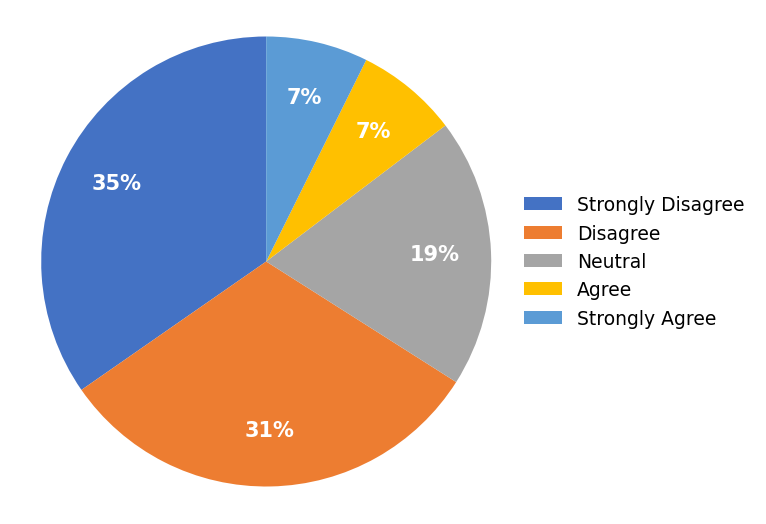 7%
7%
35%
19%
31%
Strongly Disagree
Disagree
Neutral
Agree
Strongly Agree